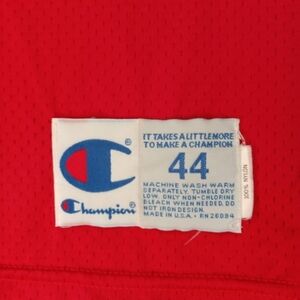 IT TAKES A LITTLE MORE
TO MAKE A CHAMPION
®
44
MACHINE WASH WARM
SEPARATELY. TUMBLE DRY
LOW. ONLY NON-CHLORINE
BLEACH WHEN NEEDED. DO
NOT IRON DESIGN.
MADE IN U.S.A. • RN 26094
Champion
100% NYLON